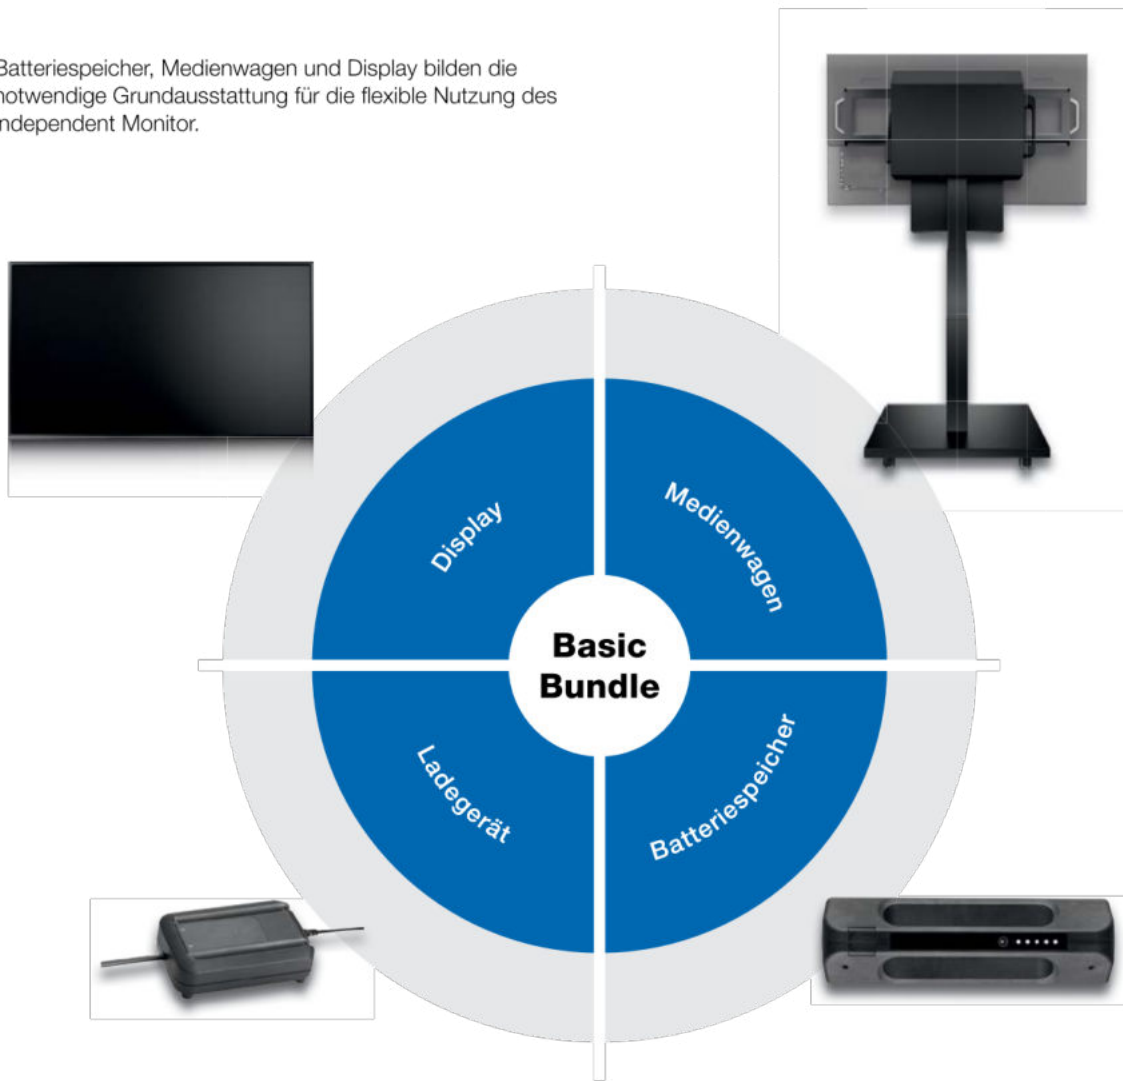 Batteriespeicher, Medienwagen und Display bilden die
notwendige Grundausstattung für die flexible Nutzung des
Independent Monitor.
Display
Medienwagen
Basic
Bundle
Ladegerät
Batteriespeicher